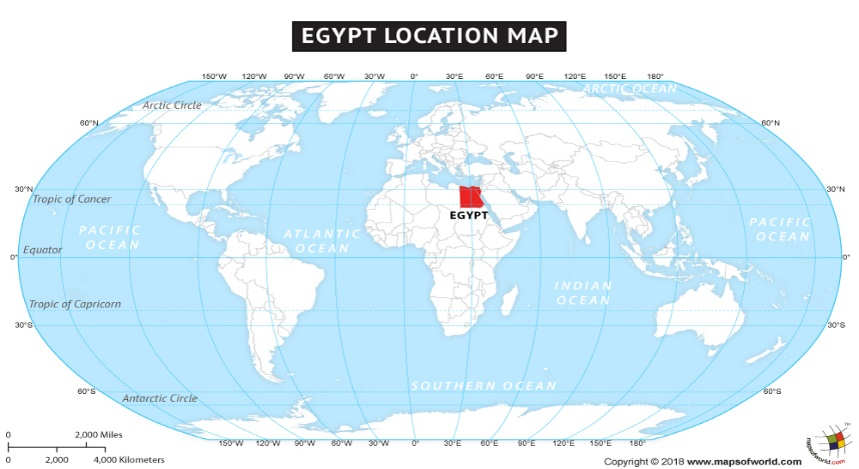 EGYPT LOCATION MAP
150°W 120°W 90°W 60°W 30°W 0° 30°E 60°E 90°E 120°E 150°E 180°
ARCTIC OCEAN
Arctic Circle
60°N 60°N
30°N 30°N
Tropic of Cancer
EGYPT
PACIFIC
OCEAN
ATLANTIC
OCEAN
PACIFIC
OCEAN
Equator
0° 0°
INDIAN
OCEAN
Tropic of Capricorn
30°S 30°S
SOUTHERN OCEAN
60°S 60°S
Antarctic Circle
150°W 120°W 90°W 60°W 30°W 0° 30°E 60°E 90°E 120°E 150°E 180°
0 2,000 Miles
0 2,000 4,000 Kilometers
Copyright © 2018 www.mapsofworld.com
mapsofworld.com